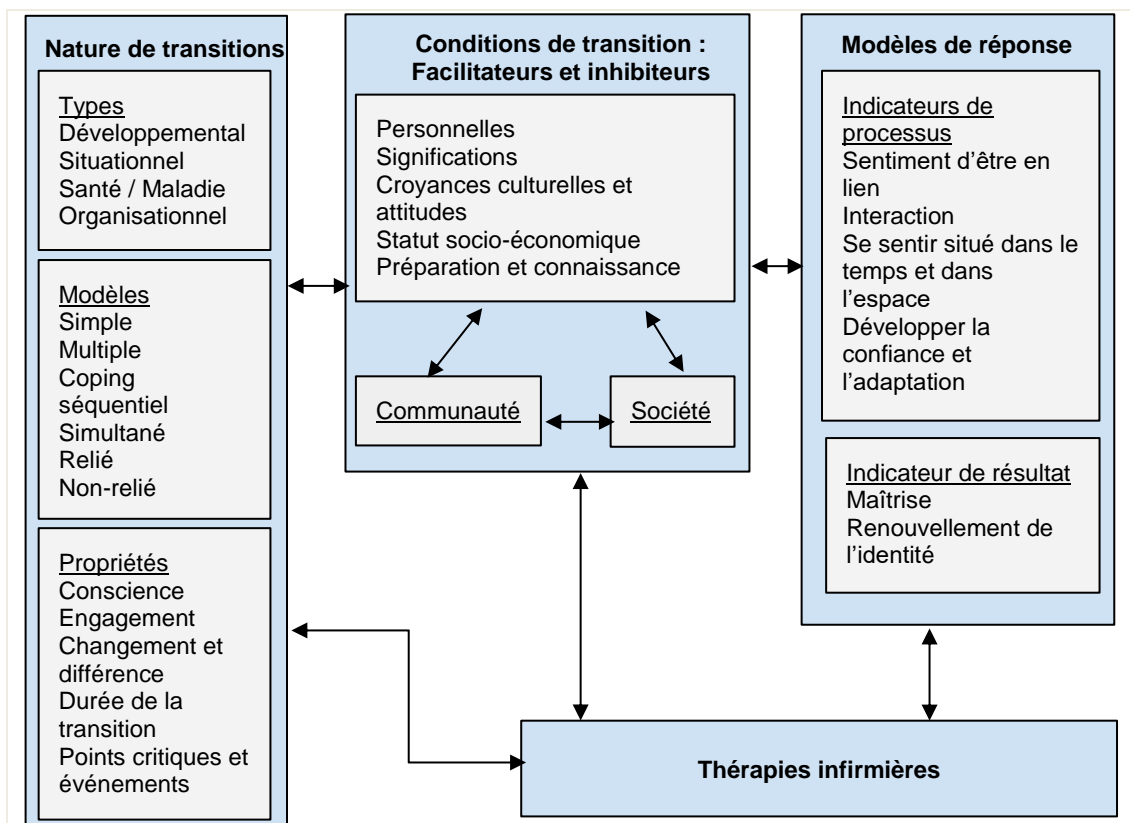 Nature de transitions
Types
Développemental
Situationnel
Santé / Maladie
Organisationnel
Modèles
Simple
Multiple
Coping
séquentiel
Simultané
Relié
Non-relié
Propriétés
Conscience
Engagement
Changement et
différence
Durée de la
transition
Points critiques et
événements
Conditions de transition :
Facilitateurs et inhibiteurs
Personnelles
Significations
Croyances culturelles et
attitudes
Statut socio-économique
Préparation et connaissance
Communauté
Société
Modèles de réponse
Indicateurs de
processus
Sentiment d’être en
lien
Interaction
Se sentir situé dans le
temps et dans
l’espace
Développer la
confiance et
l’adaptation
Indicateur de résultat
Maîtrise
Renouvellement de
l’identité
Thérapies infirmières